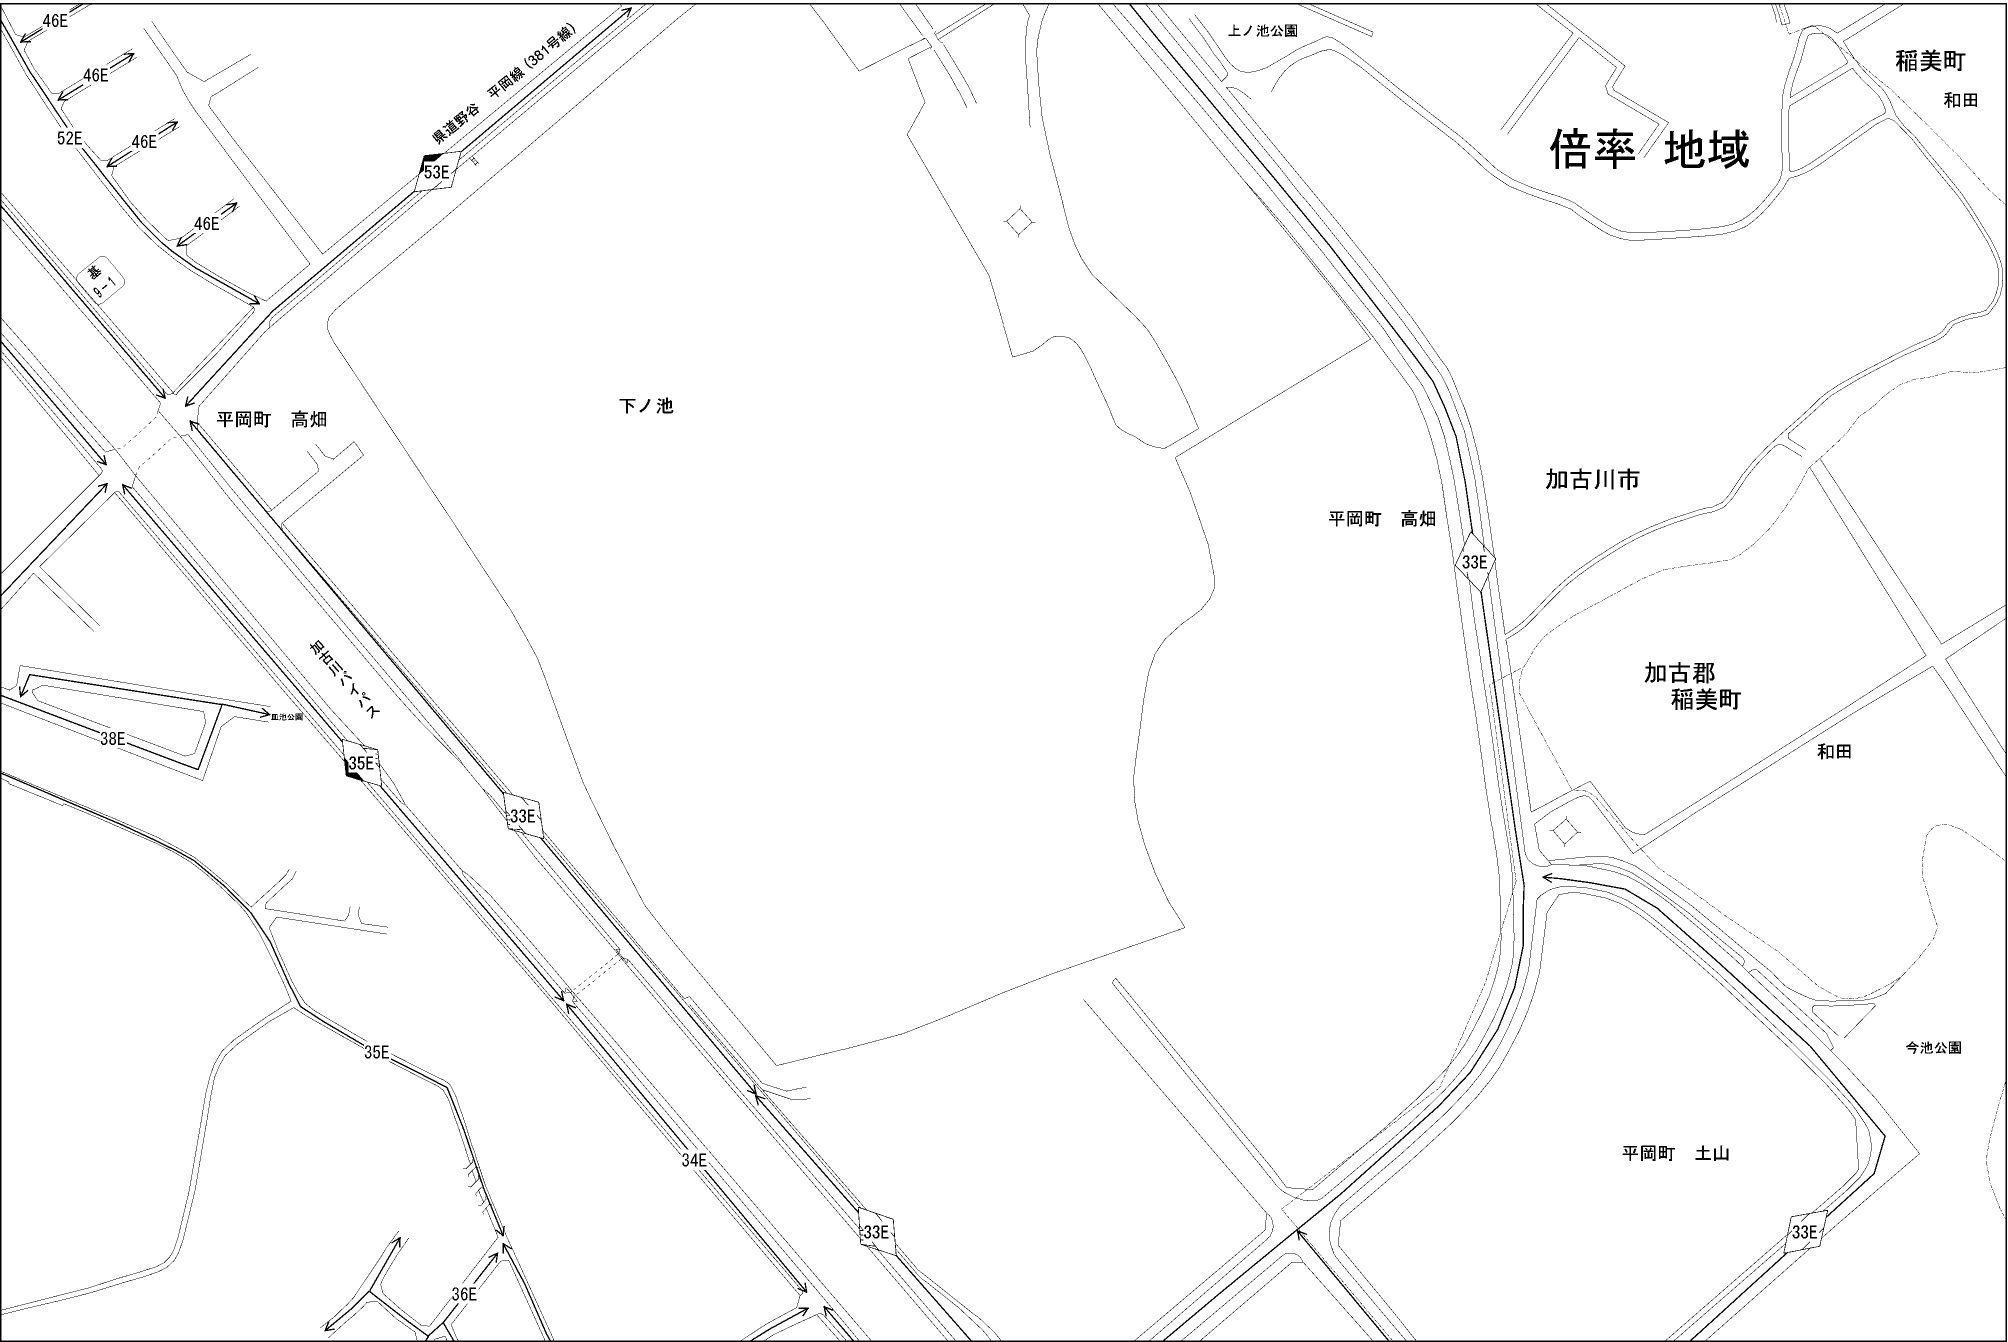 46E
上ノ池公園
県道野谷　平岡線 (381号線)
稲美町
46E
和田
52E
46E
倍率　地域
53E
46E
基
9－1
平岡町　高畑
下ノ池
加古川市
平岡町　高畑
33E
加古川バイパス
加古郡
稲美町
皿池公園
38E
和田
35E
33E
今池公園
35E
34E
平岡町　土山
33E
33E
36E